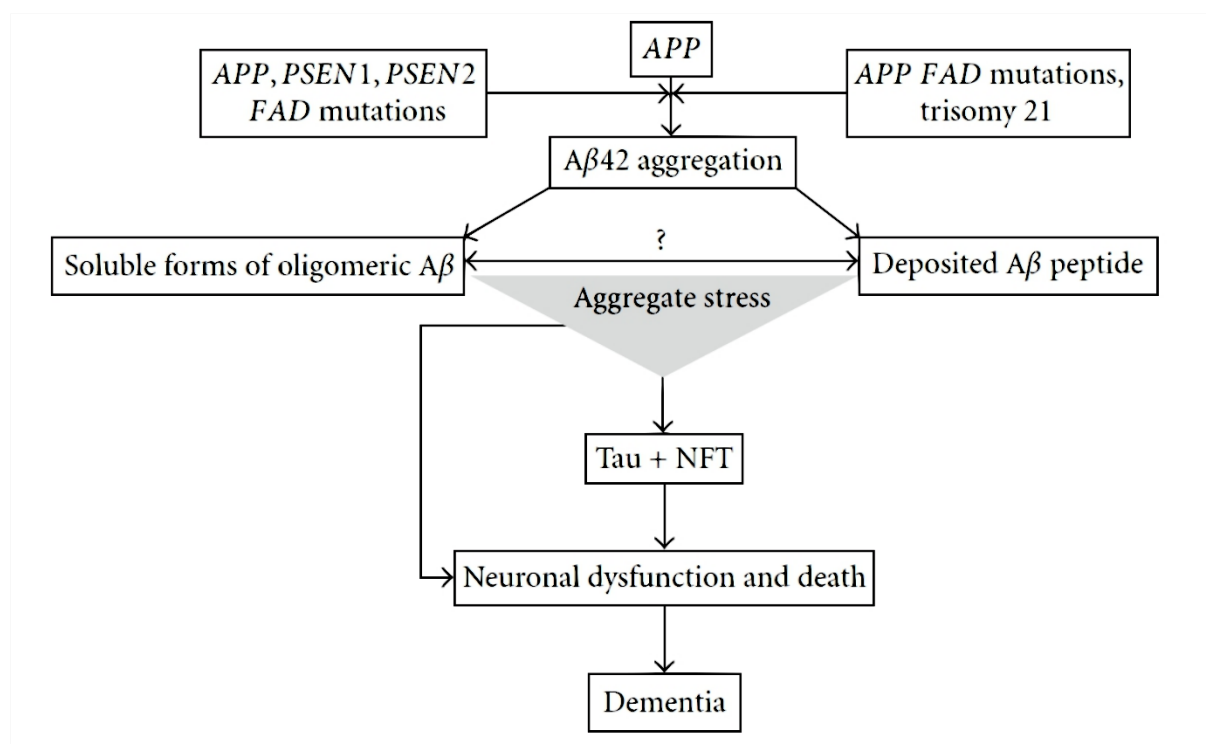 APP
APP, PSEN1, PSEN2
FAD mutations
APP FAD mutations,
trisomy 21
Aβ42 aggregation
?
Soluble forms of oligomeric Aβ
Deposited Aβ peptide
Aggregate stress
Tau + NFT
Neuronal dysfunction and death
Dementia